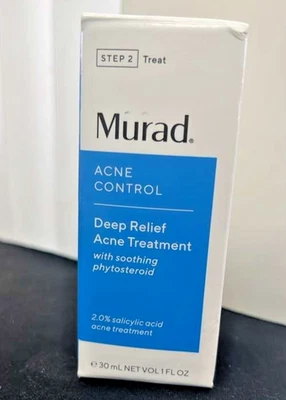 STEP 2 Treat
Murad.
ACNE
CONTROL
Deep Relief
Acne Treatment
with soothing
phytosteroid
2.0% salicylic acid
acne treatment
℮ 30 mL NET VOL 1 FL OZ